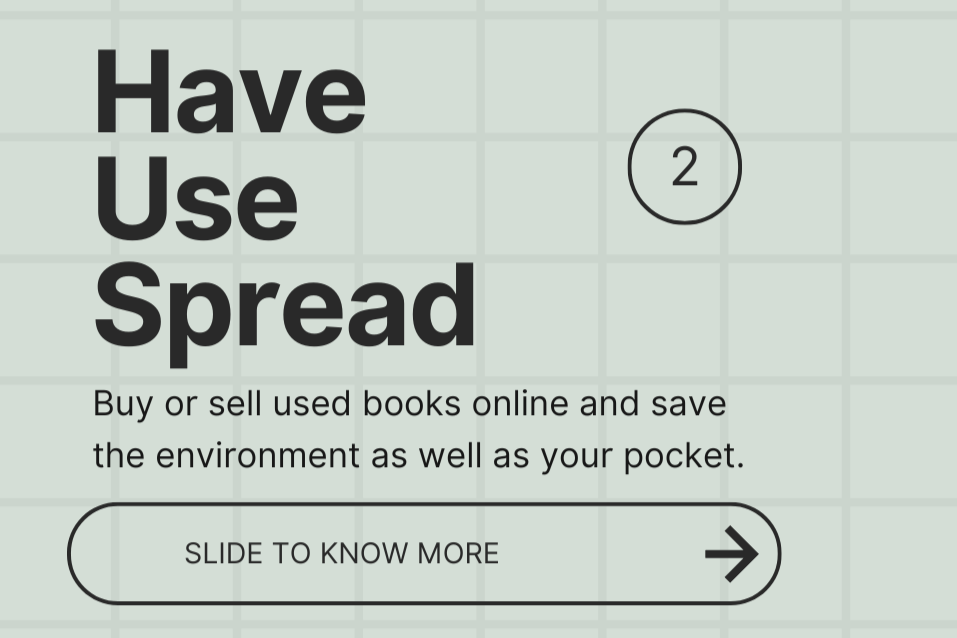 Have
Use
Spread
2
Buy or sell used books online and save
the environment as well as your pocket.
SLIDE TO KNOW MORE